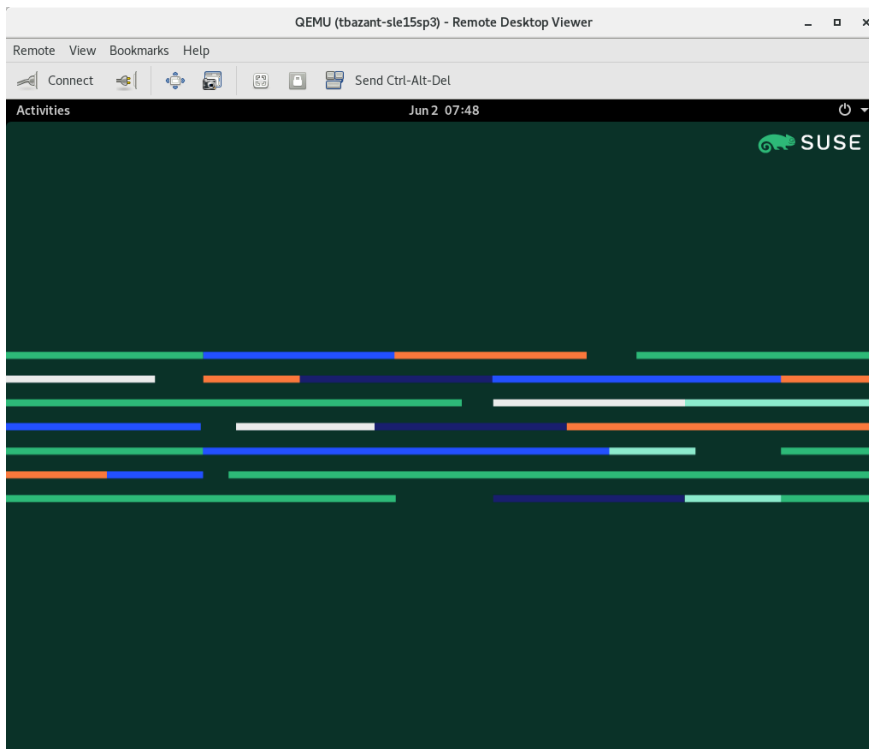 QEMU (tbazant-sle15sp3) - Remote Desktop Viewer
Remote View Bookmarks Help
Connect Send Ctrl-Alt-Del
Activities Jun 2 07:48
SUSE